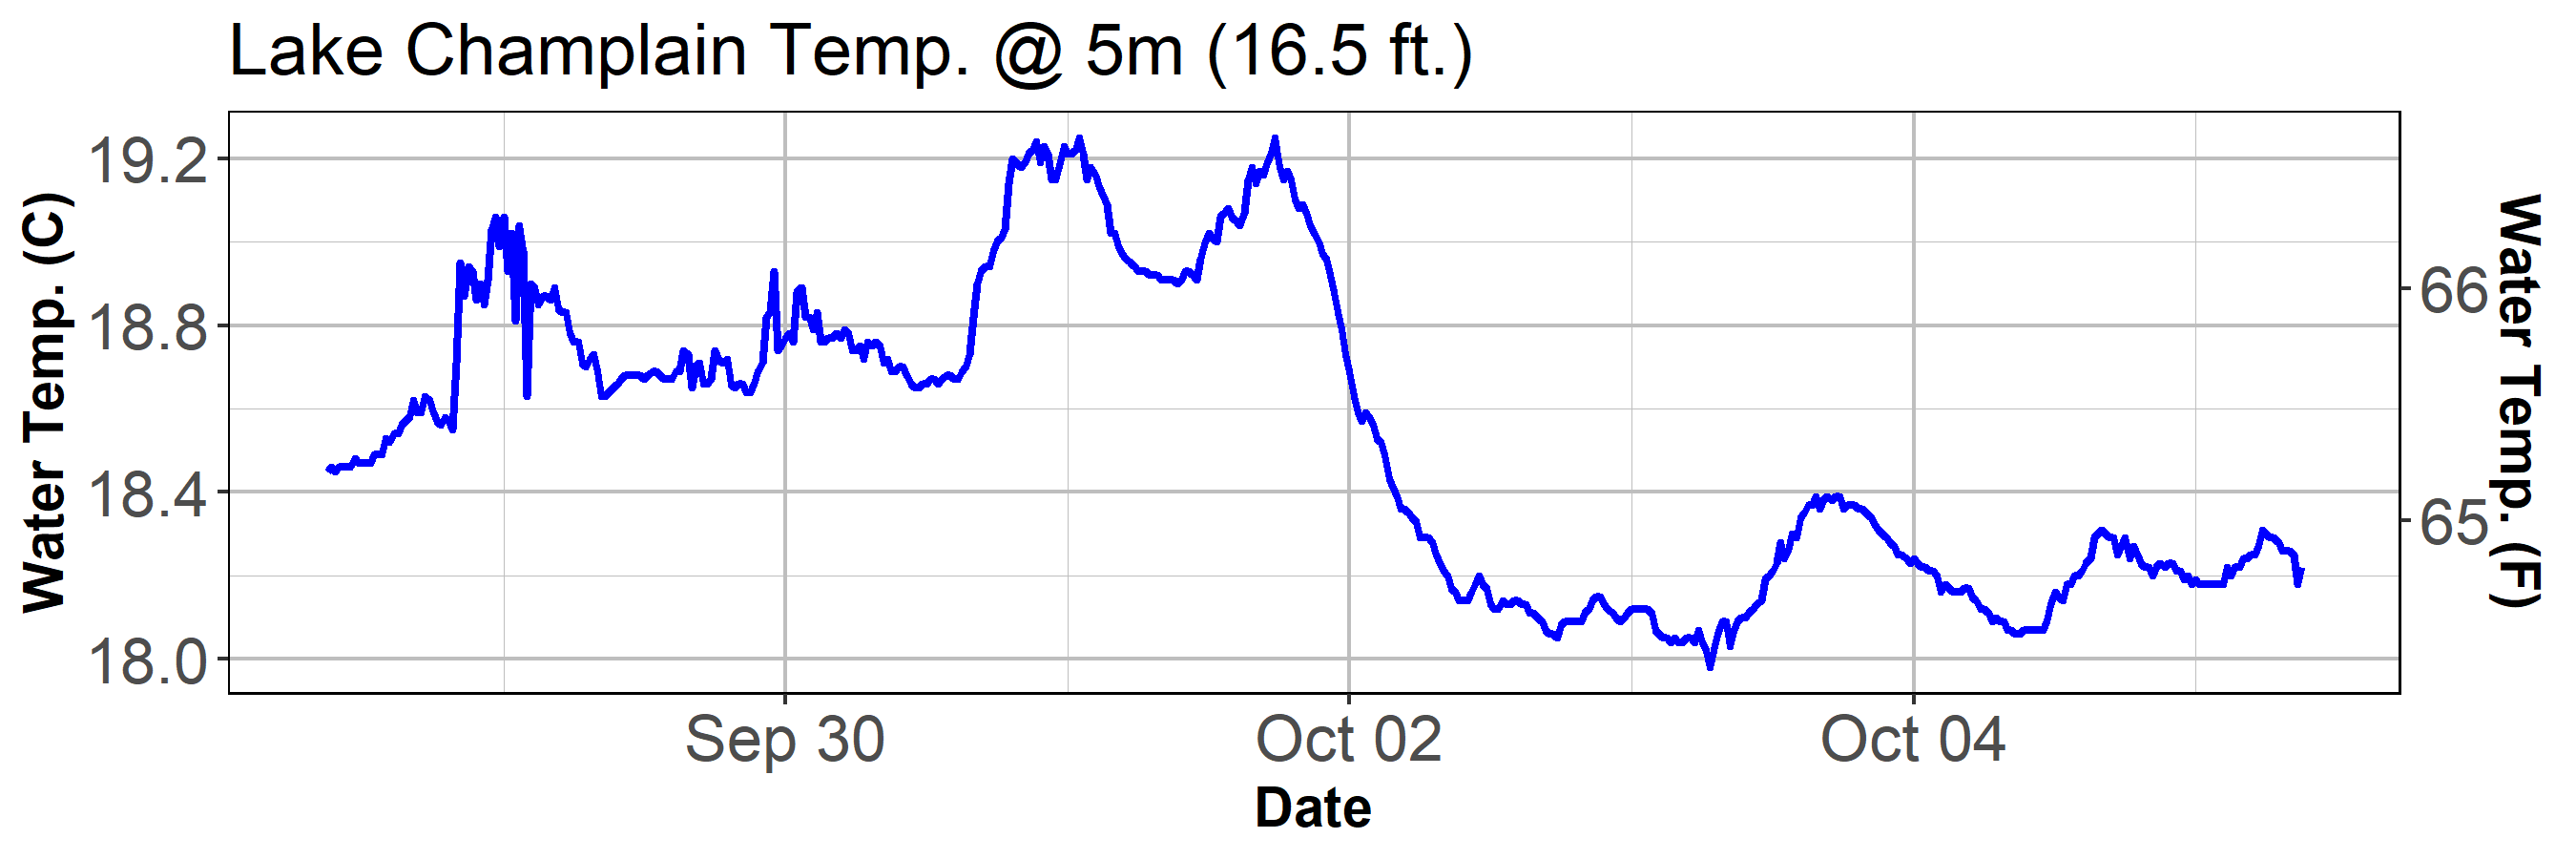 Lake Champlain Temp. @ 5m (16.5 ft.)
Water Temp. (C)
19.2
18.8
18.4
18.0
66
65
Water Temp. (F)
Sep 30 Oct 02 Oct 04
Date